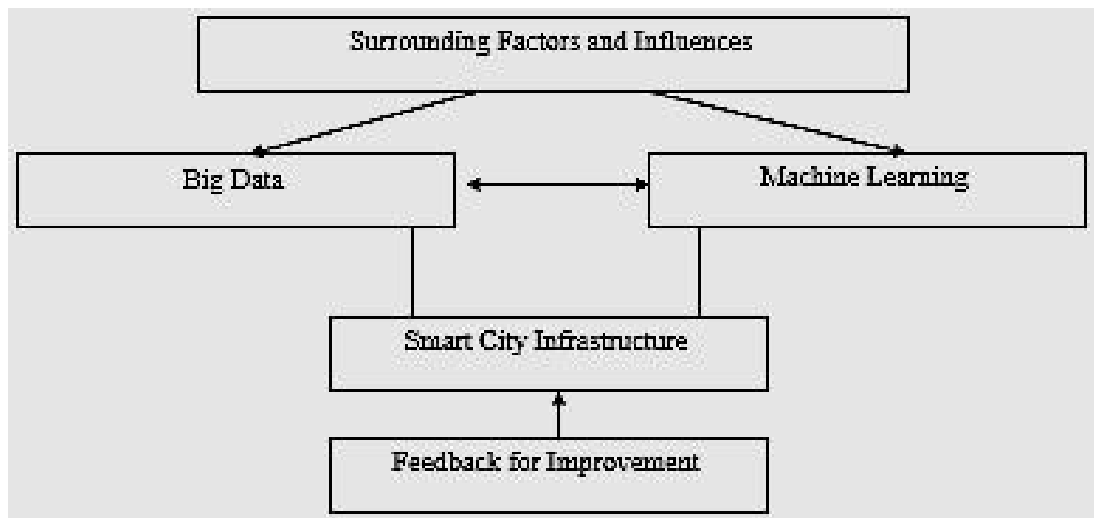 Surrounding Factors and Influences
Big Data
Machine Learning
Smart City Infrastructure
Feedback for Improvement